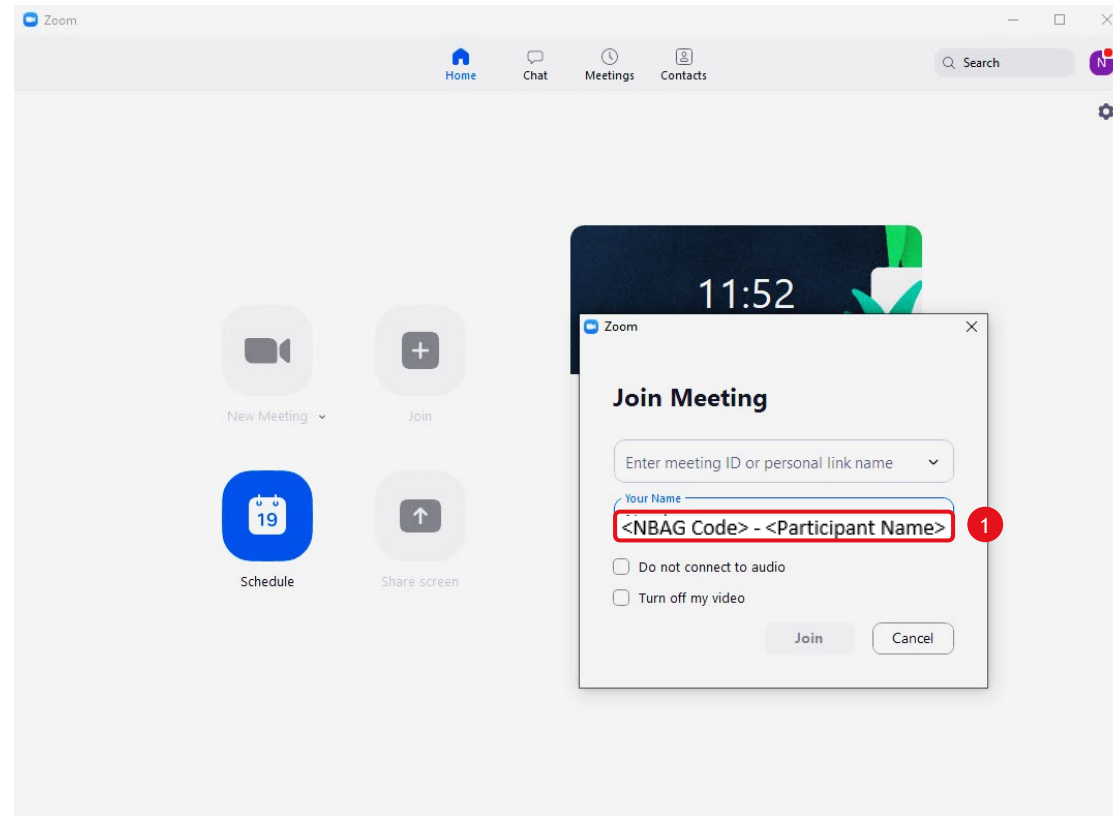 Zoom
Home
Chat
Meetings
Contacts
Search
N
11:52
New Meeting
Join
19
Schedule
Share screen
Zoom
Join Meeting
Enter meeting ID or personal link name
Your Name
<NBAG Code> - <Participant Name>
1
Do not connect to audio
Turn off my video
Join
Cancel